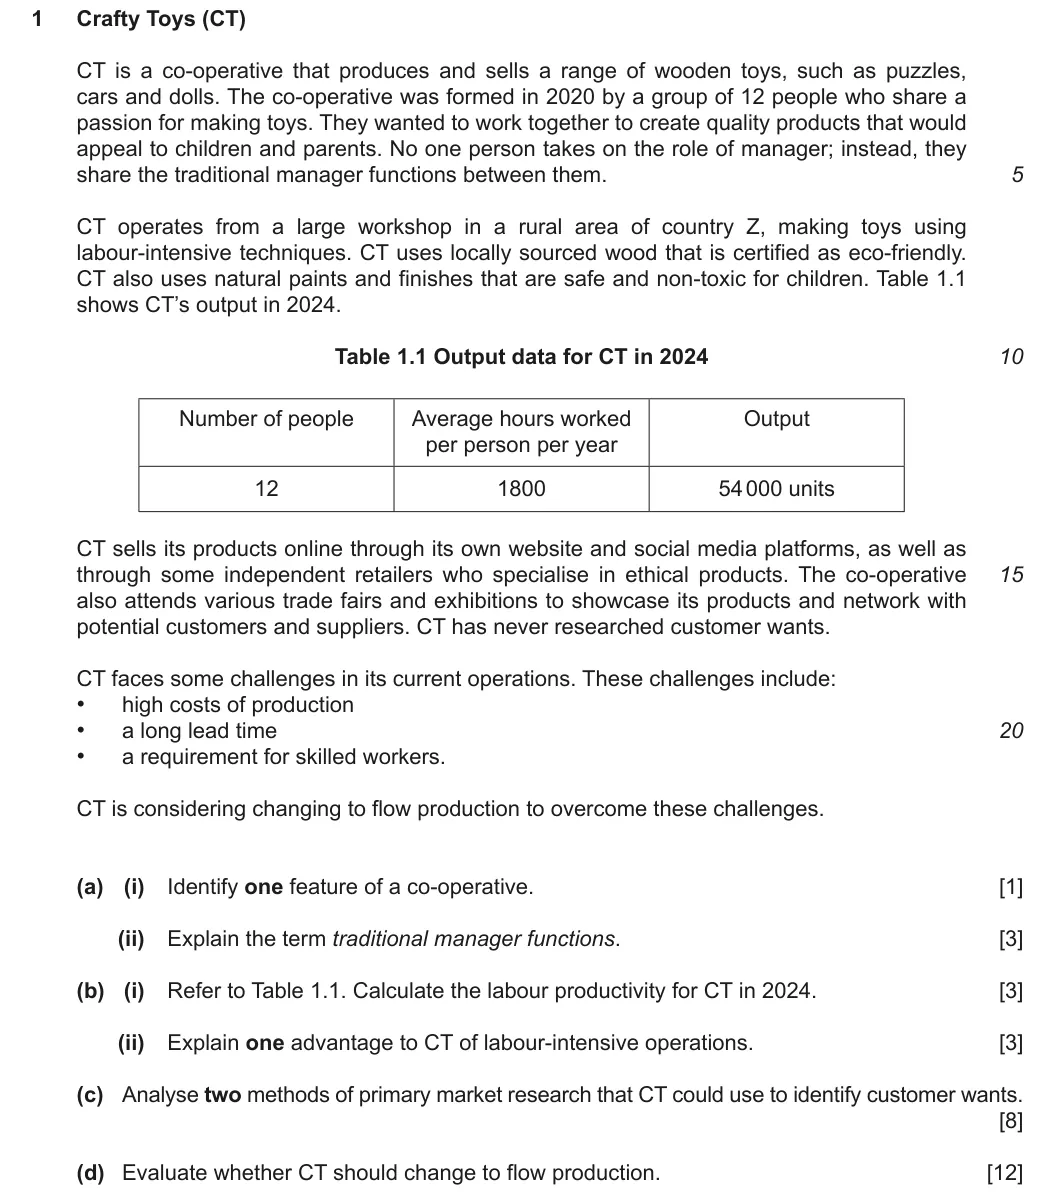 1 Crafty Toys (CT)
CT is a co-operative that produces and sells a range of wooden toys, such as puzzles,
cars and dolls. The co-operative was formed in 2020 by a group of 12 people who share a
passion for making toys. They wanted to work together to create quality products that would
appeal to children and parents. No one person takes on the role of manager; instead, they
share the traditional manager functions between them. 5
CT operates from a large workshop in a rural area of country Z, making toys using
labour-intensive techniques. CT uses locally sourced wood that is certified as eco-friendly.
CT also uses natural paints and finishes that are safe and non-toxic for children. Table 1.1
shows CT’s output in 2024.
Table 1.1 Output data for CT in 2024 10
Number of people Average hours worked Output
per person per year
12 1800 54 000 units
CT sells its products online through its own website and social media platforms, as well as
through some independent retailers who specialise in ethical products. The co-operative 15
also attends various trade fairs and exhibitions to showcase its products and network with
potential customers and suppliers. CT has never researched customer wants.
CT faces some challenges in its current operations. These challenges include:
• high costs of production
• a long lead time 20
• a requirement for skilled workers.
CT is considering changing to flow production to overcome these challenges.
(a) (i) Identify one feature of a co-operative. [1]
(ii) Explain the term traditional manager functions. [3]
(b) (i) Refer to Table 1.1. Calculate the labour productivity for CT in 2024. [3]
(ii) Explain one advantage to CT of labour-intensive operations. [3]
(c) Analyse two methods of primary market research that CT could use to identify customer wants.
[8]
(d) Evaluate whether CT should change to flow production. [12]